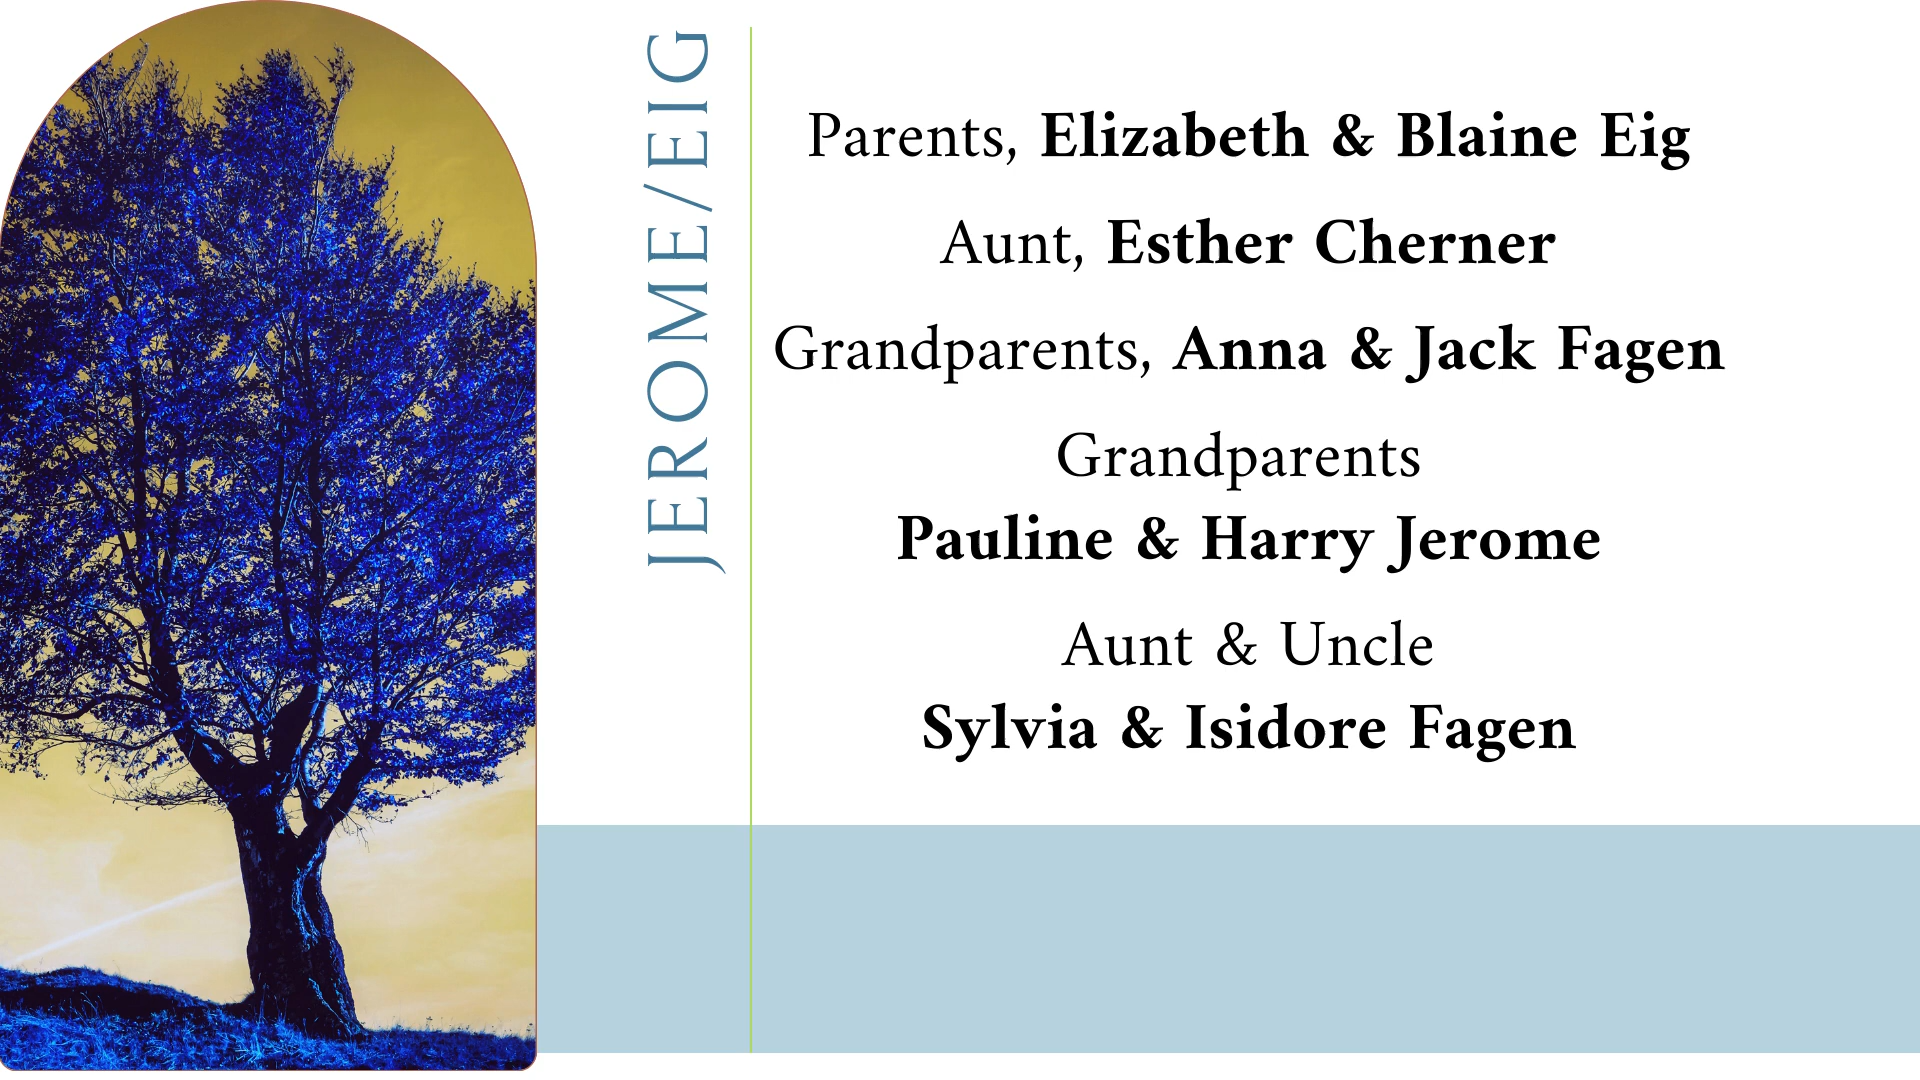 JEROME/EIG
Parents, Elizabeth & Blaine Eig
Aunt, Esther Cherner
Grandparents, Anna & Jack Fagen
Grandparents
Pauline & Harry Jerome
Aunt & Uncle
Sylvia & Isidore Fagen